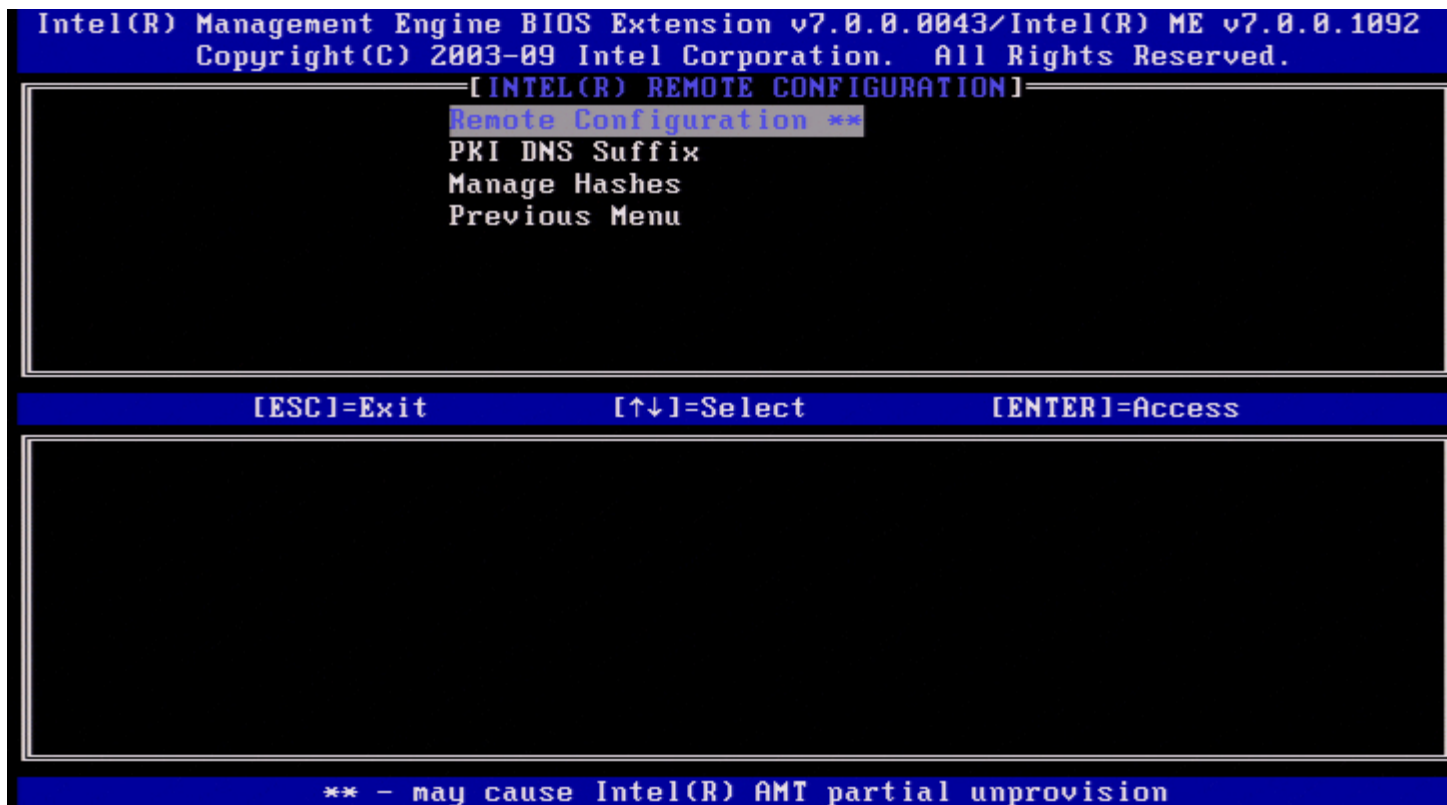 Intel(R) Management Engine BIOS Extension v7.0.0.0043/Intel(R) ME v7.0.0.1092
Copyright(C) 2003-09 Intel Corporation. All Rights Reserved.
[INTEL(R) REMOTE CONFIGURATION]
Remote Configuration **
PKI DNS Suffix
Manage Hashes
Previous Menu
[ESC]=Exit [↑↓]=Select [ENTER]=Access
** - may cause Intel(R) AMT partial unprovision